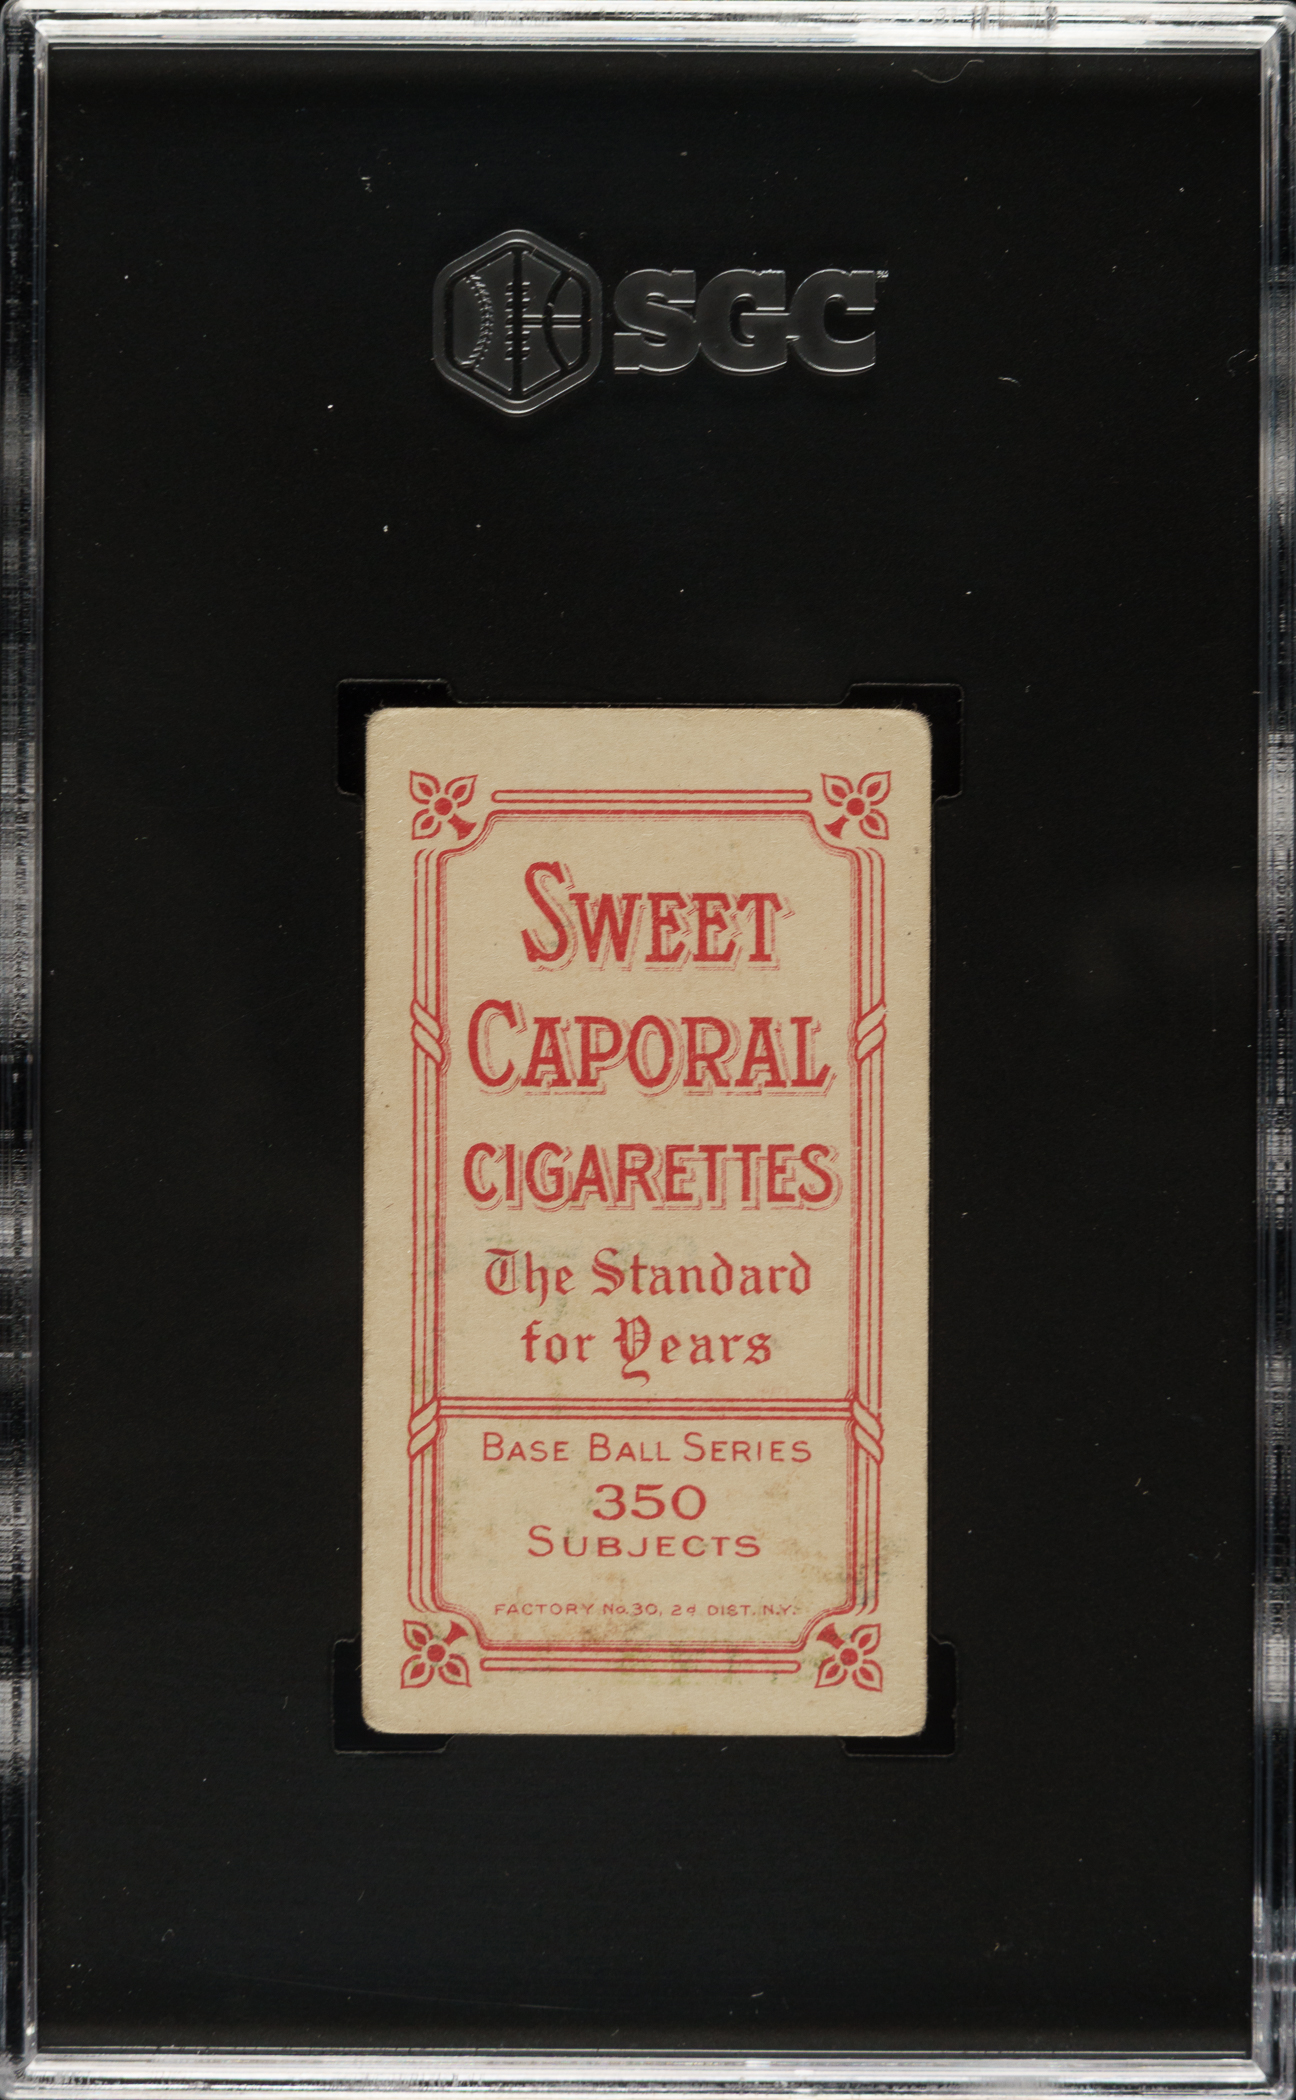 SGC
SWEET
CAPORAL
CIGARETTES
The Standard
for Years
BASE BALL SERIES
350
SUBJECTS
FACTORY No. 30, 2d DIST. N.Y.